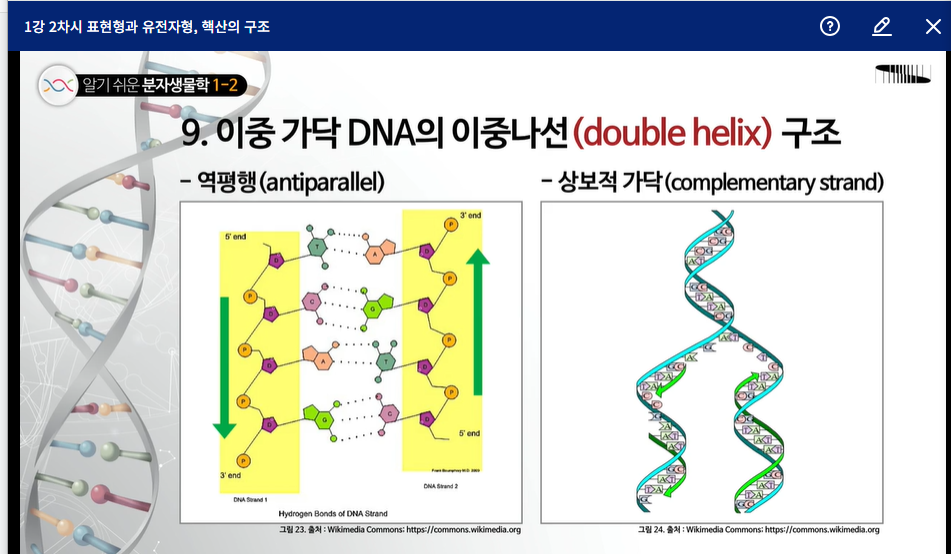 1강 2차시 표현형과 유전자형, 핵산의 구조
알기 쉬운 분자생물학 1-2
9. 이중 가닥 DNA의 이중나선(double helix) 구조
- 역평행(antiparallel)
5' end
3' end
T
A
C
G
A
T
G
C
D
D
D
D
D
D
D
D
P
P
P
P
P
P
P
P
3' end
5' end
DNA Strand 1
DNA Strand 2
Frank Boumphrey M.D. 2009
Hydrogen Bonds of DNA Strand
그림 23. 출처 : Wikimedia Commons: https://commons.wikimedia.org
- 상보적 가닥(complementary strand)
그림 24. 출처 : Wikimedia Commons: https://commons.wikimedia.org